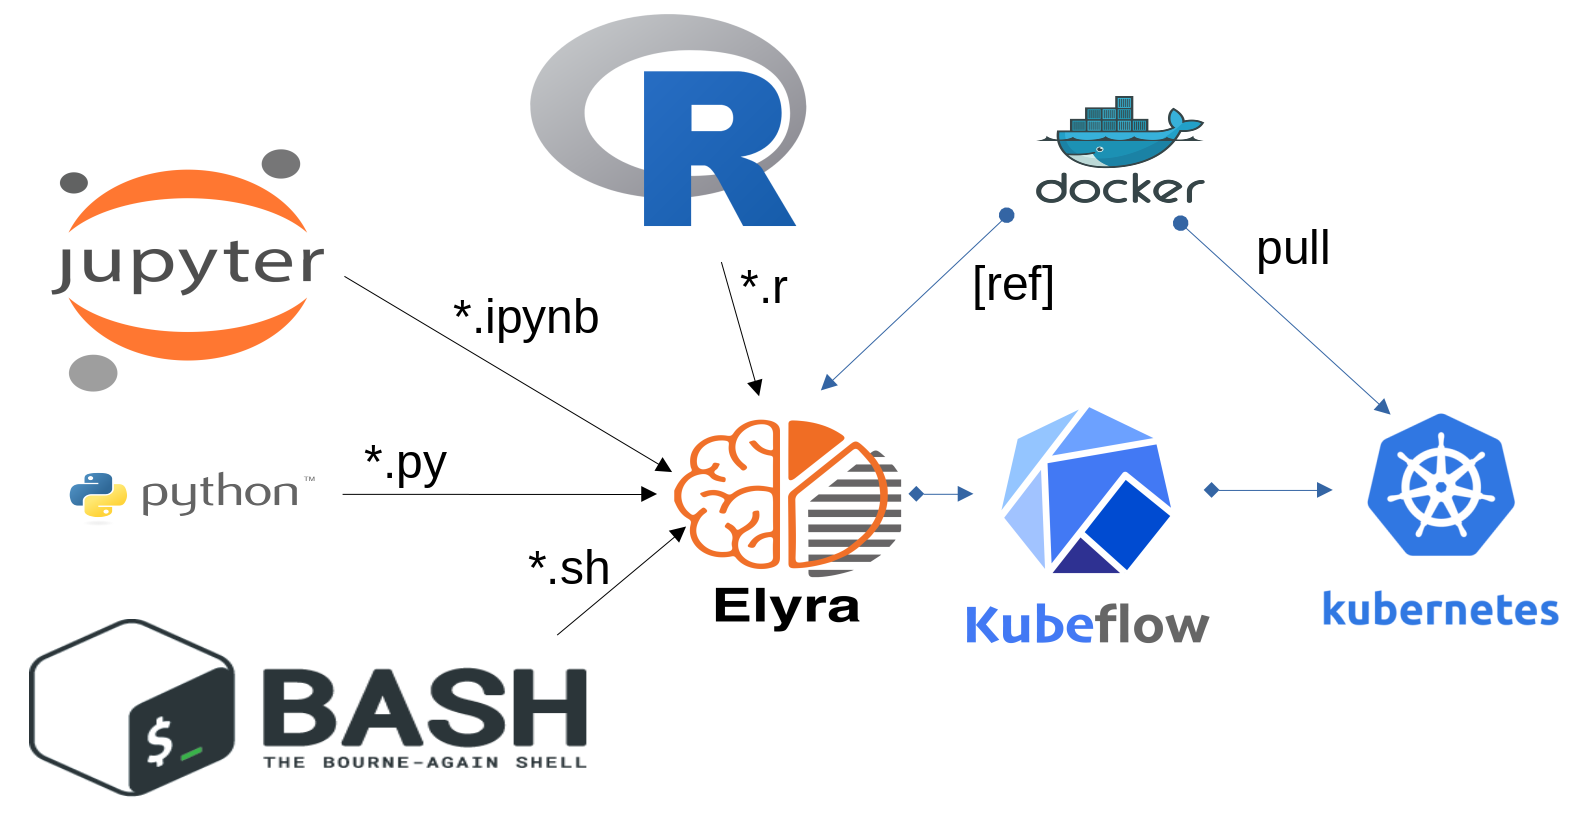 R
docker
pull
jupyter
[ref]
*.r
*.ipynb
*.py
python™
*.sh
Elyra
Kubeflow
kubernetes
$_
BASH
THE BOURNE-AGAIN SHELL